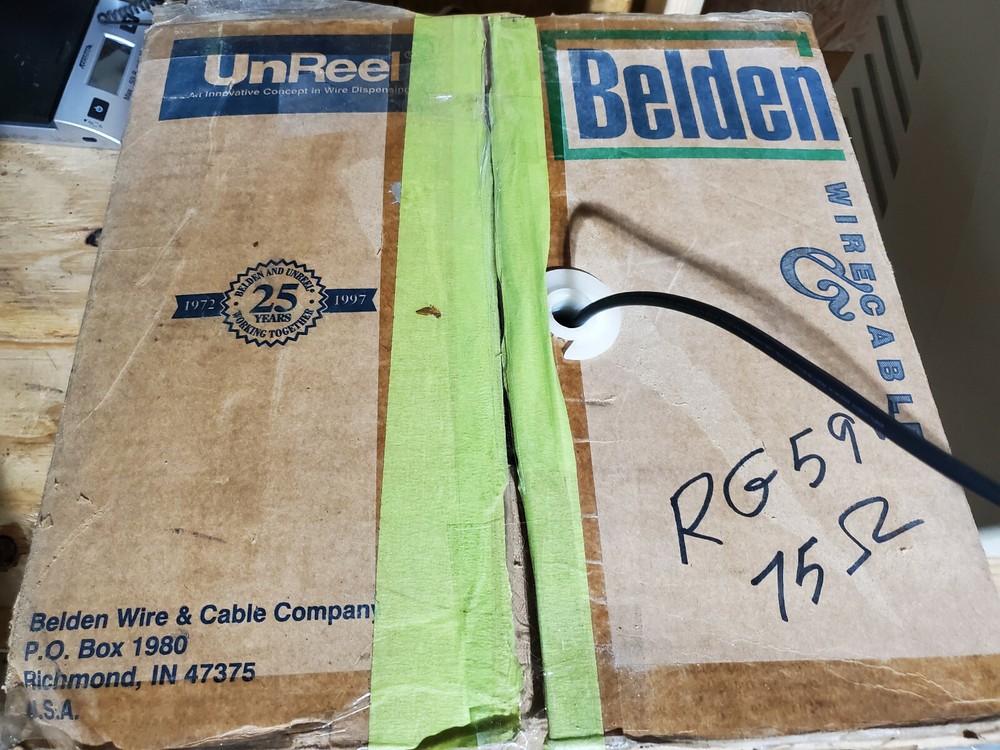 UnReel
An Innovative Concept in Wire Dispensing
Belden
WIRE & CABLE
BELDEN AND UNREEL
1972 25 1997
YEARS
WORKING TOGETHER
RG59
75Ω
Belden Wire & Cable Company
P.O. Box 1980
Richmond, IN 47375
U.S.A.